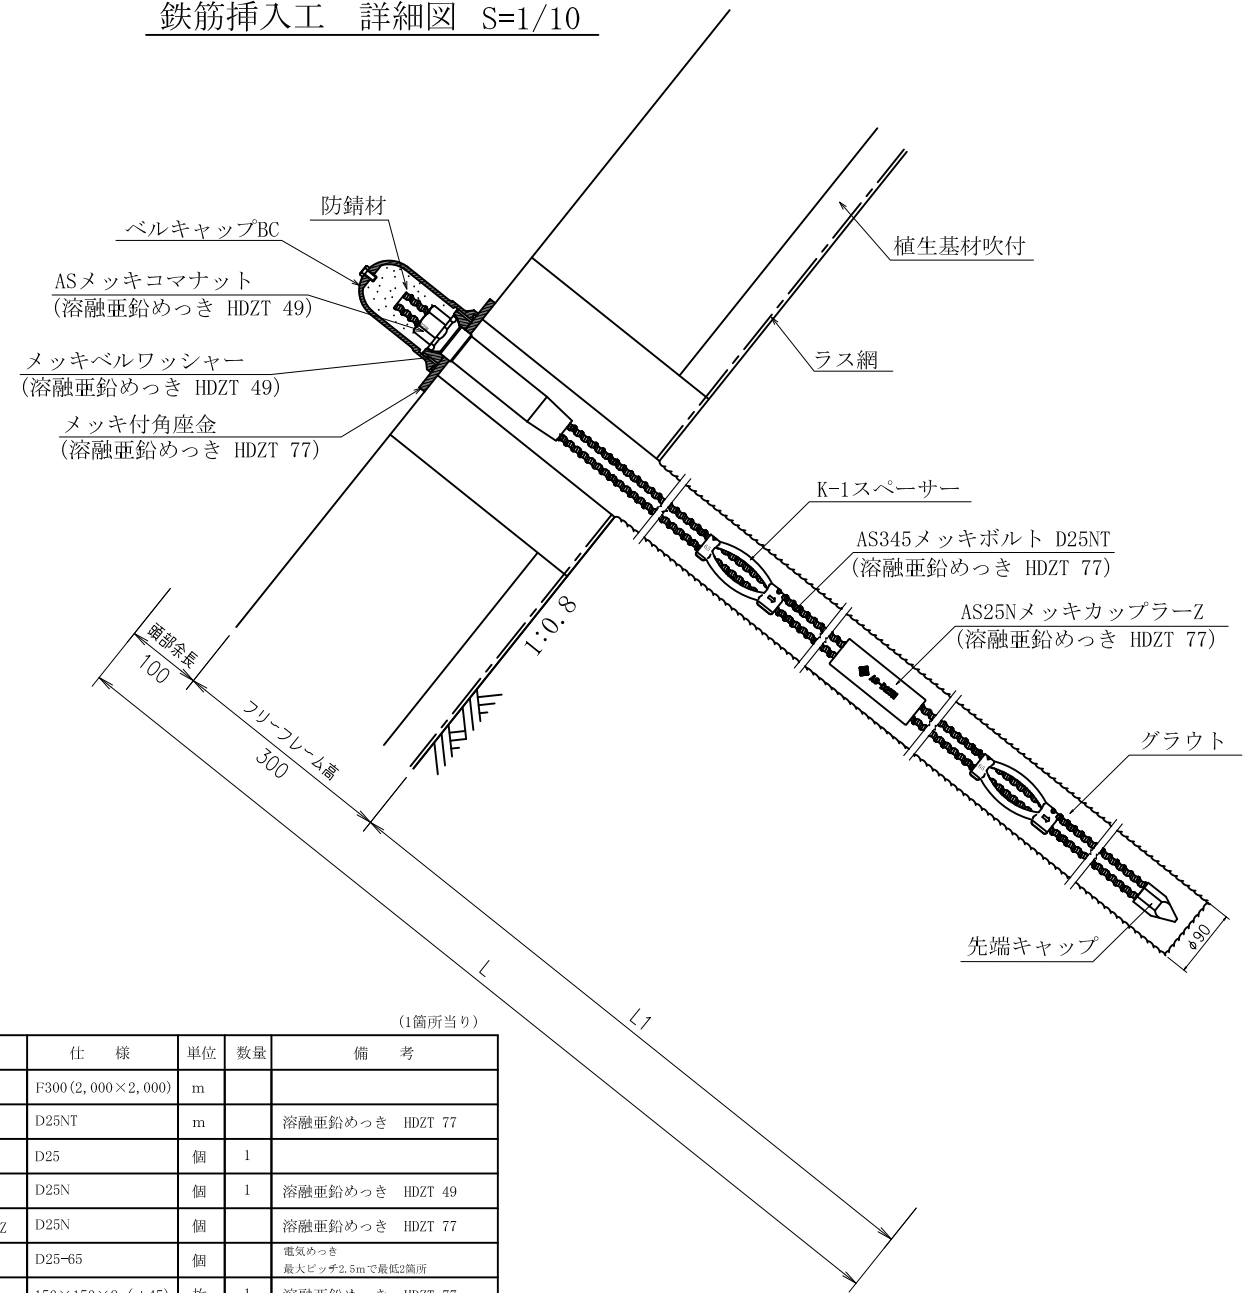 鉄筋挿入工　詳細図 S=1/10
防錆材
ベルキャップBC
植生基材吹付
ASメッキコマナット
(溶融亜鉛めっき HDZT 49)
メッキベルワッシャー
(溶融亜鉛めっき HDZT 49)
ラス網
メッキ付角座金
(溶融亜鉛めっき HDZT 77)
K-1スペーサー
AS345メッキボルト D25NT
(溶融亜鉛めっき HDZT 77)
AS25NメッキカップラーZ
(溶融亜鉛めっき HDZT 77)
1:0.8
頭部余長
100
フリーフレーム高
300
グラウト
先端キャップ
φ90
L
L1
(1箇所当り)
仕　様 単位 数量 備　考
F300(2,000×2,000) m
D25NT m 溶融亜鉛めっき HDZT 77
D25 個 1
D25N 個 1 溶融亜鉛めっき HDZT 49
Z D25N 個 溶融亜鉛めっき HDZT 77
D25-65 個 電気めっき
最大ピッチ2.5mで最低2箇所